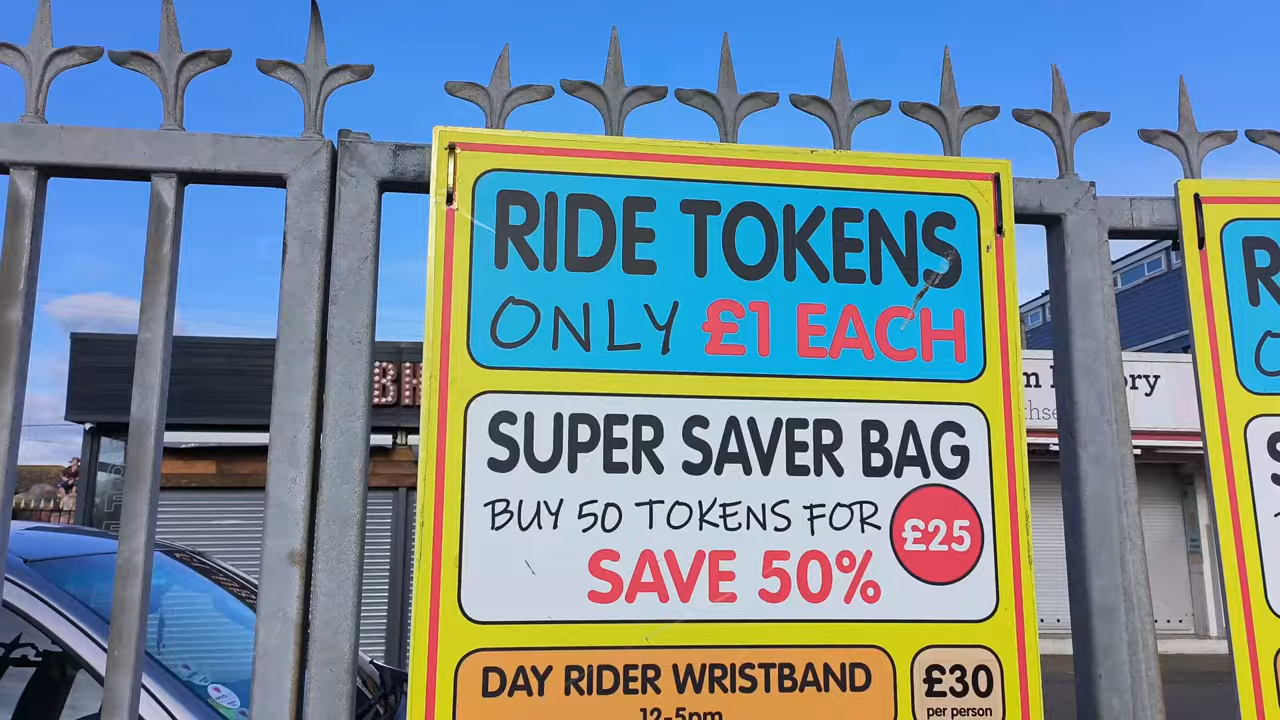 RIDE TOKENS
ONLY £1 EACH
SUPER SAVER BAG
BUY 50 TOKENS FOR £25
SAVE 50%
DAY RIDER WRISTBAND
12-5pm
£30
per person